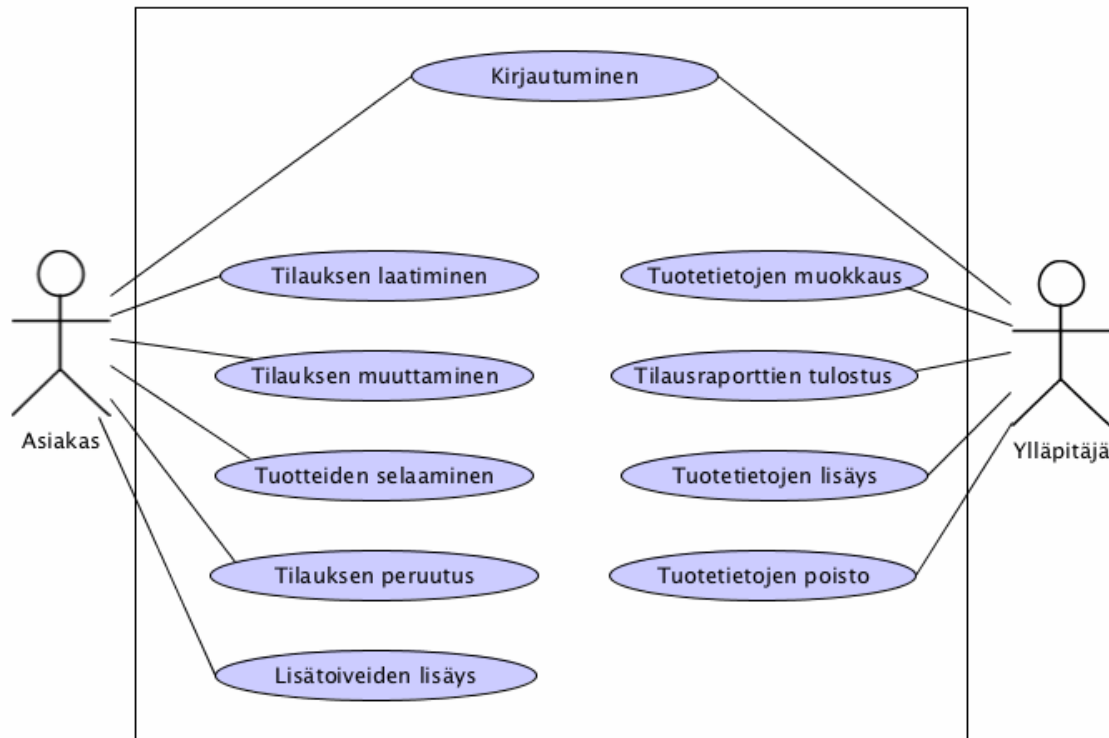 Kirjautuminen
Tilauksen laatiminen
Tuotetietojen muokkaus
Tilauksen muuttaminen
Tilausraporttien tulostus
Asiakas
Ylläpitäjä
Tuotteiden selaaminen
Tuotetietojen lisäys
Tilauksen peruutus
Tuotetietojen poisto
Lisätoiveiden lisäys